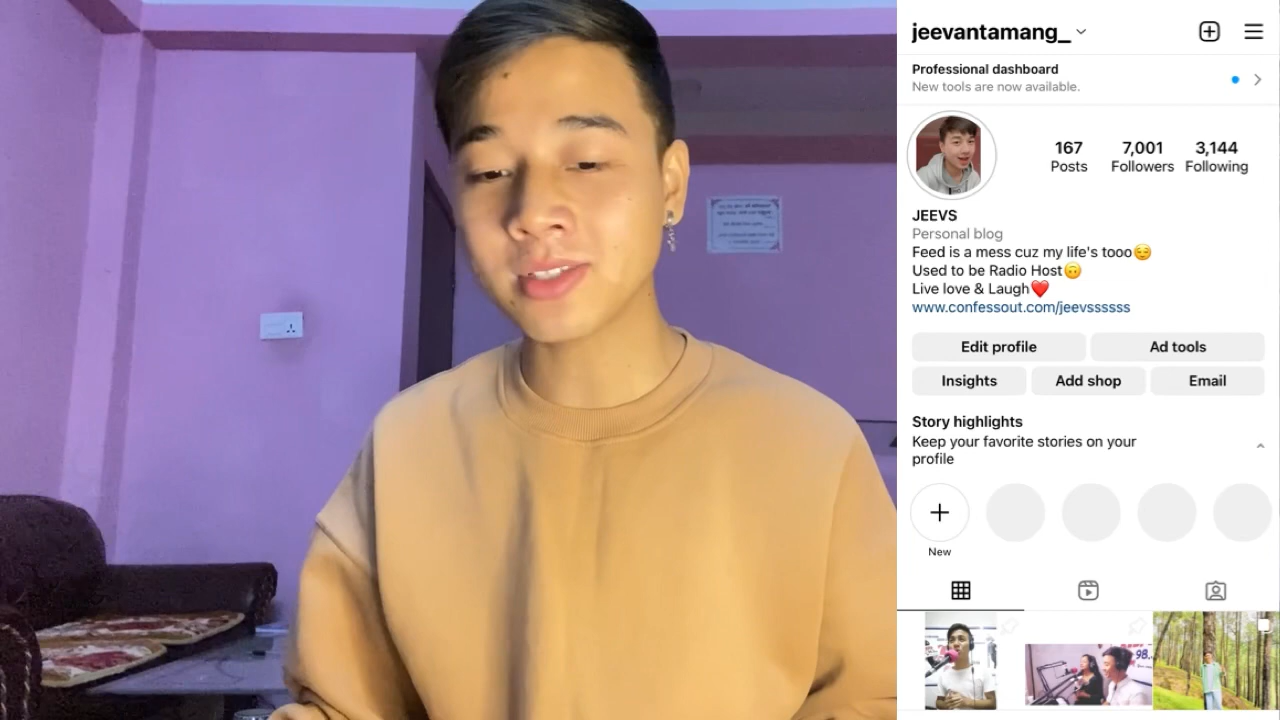 jeevantamang_
Professional dashboard
New tools are now available.
167
7,001
3,144
Posts
Followers
Following
JEEVS
Personal blog
Feed is a mess cuz my life's tooo😌
Used to be Radio Host🙃
Live love & Laugh❤️
www.confessout.com/jeevssssss
Edit profile
Ad tools
Insights
Add shop
Email
Story highlights
Keep your favorite stories on your
profile
New
98.